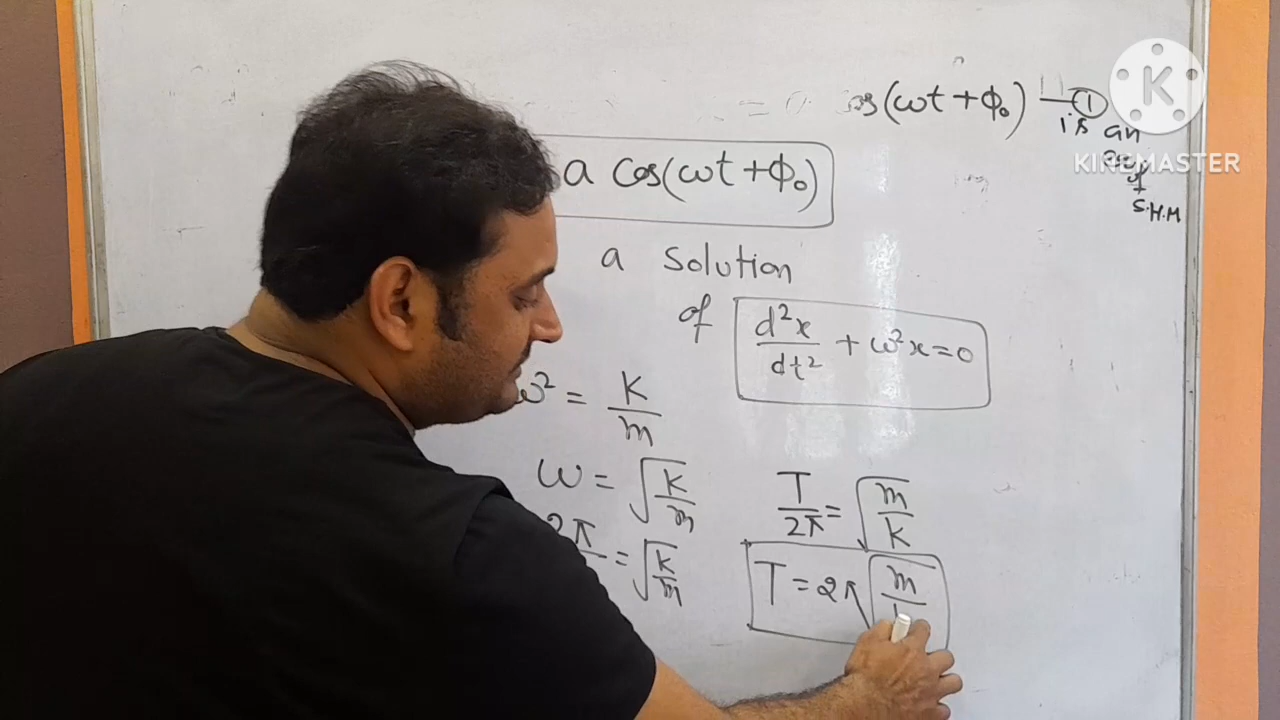 cos(ωt+Φ₀) —①
is an eqn of S.H.M
KINEMASTER
a cos(ωt+Φ₀)
a solution
of d²x/dt² + ω²x=0
ω² = K/m
ω = √(K/m)
2π = √(K/m)
T/2π = √(m/K)
T = 2π √(m/